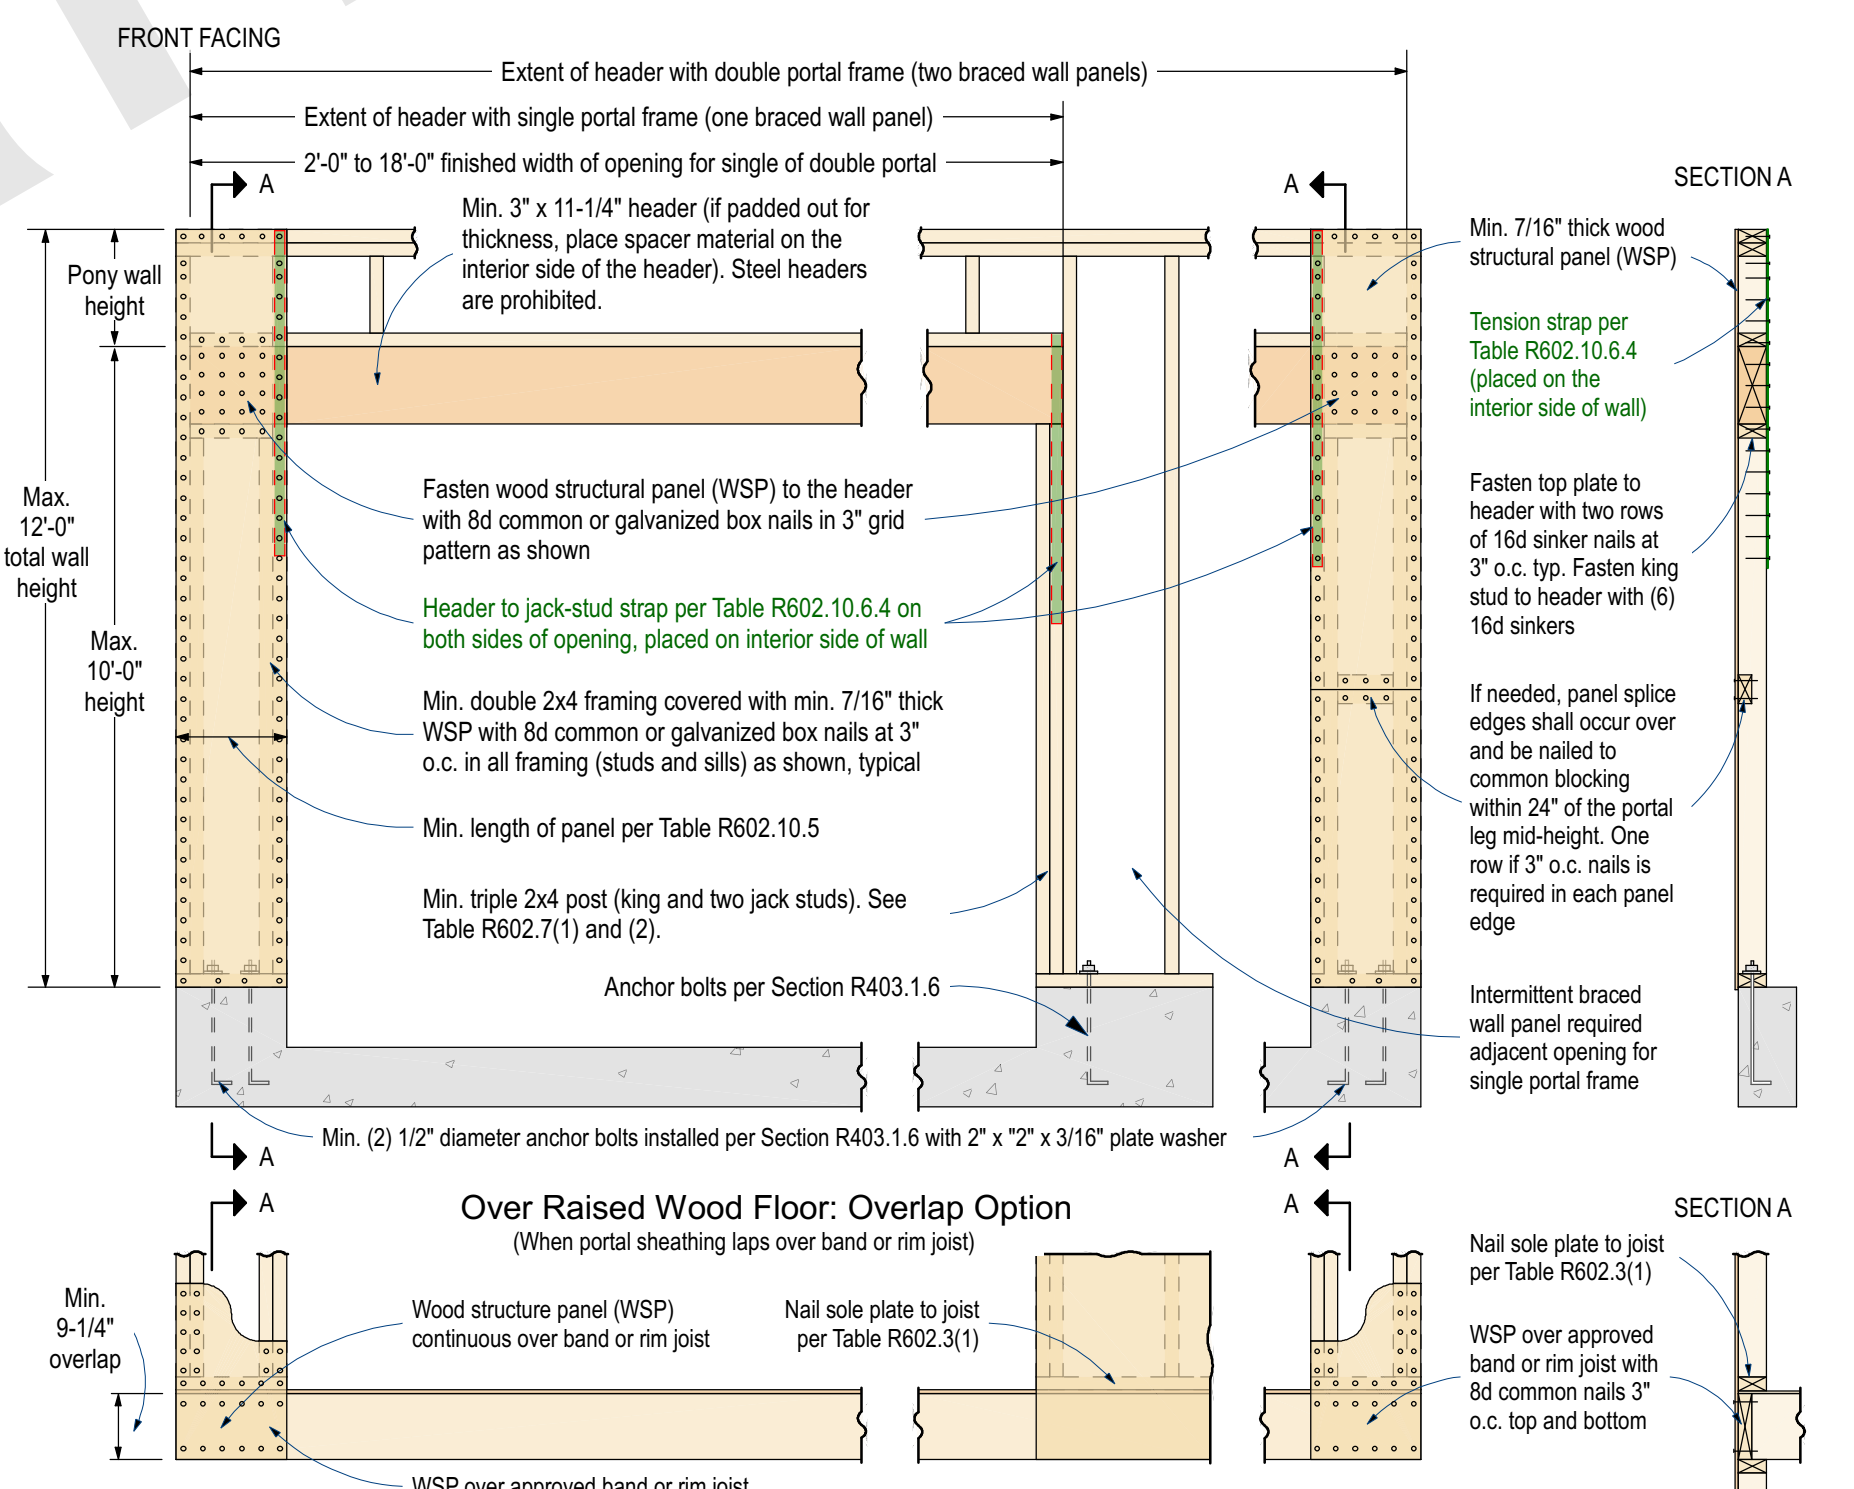 FRONT FACING
Extent of header with double portal frame (two braced wall panels)
Extent of header with single portal frame (one braced wall panel)
2'-0" to 18'-0" finished width of opening for single of double portal
A
A
SECTION A
Pony wall
height
Min. 3" x 11-1/4" header (if padded out for
thickness, place spacer material on the
interior side of the header). Steel headers
are prohibited.
Min. 7/16" thick wood
structural panel (WSP)
Tension strap per
Table R602.10.6.4
(placed on the
interior side of wall)
Max.
12'-0"
total wall
height
Max.
10'-0"
height
Fasten wood structural panel (WSP) to the header
with 8d common or galvanized box nails in 3" grid
pattern as shown
Fasten top plate to
header with two rows
of 16d sinker nails at
3" o.c. typ. Fasten king
stud to header with (6)
16d sinkers
Header to jack-stud strap per Table R602.10.6.4 on
both sides of opening, placed on interior side of wall
Min. double 2x4 framing covered with min. 7/16" thick
WSP with 8d common or galvanized box nails at 3"
o.c. in all framing (studs and sills) as shown, typical
If needed, panel splice
edges shall occur over
and be nailed to
common blocking
within 24" of the portal
leg mid-height. One
row if 3" o.c. nails is
required in each panel
edge
Min. length of panel per Table R602.10.5
Min. triple 2x4 post (king and two jack studs). See
Table R602.7(1) and (2).
Anchor bolts per Section R403.1.6
Intermittent braced
wall panel required
adjacent opening for
single portal frame
Min. (2) 1/2" diameter anchor bolts installed per Section R403.1.6 with 2" x "2" x 3/16" plate washer
A
A
A
A
Over Raised Wood Floor: Overlap Option
(When portal sheathing laps over band or rim joist)
SECTION A
Min.
9-1/4"
overlap
Wood structure panel (WSP)
continuous over band or rim joist
Nail sole plate to joist
per Table R602.3(1)
Nail sole plate to joist
per Table R602.3(1)
WSP over approved
band or rim joist with
8d common nails 3"
o.c. top and bottom
WSP over approved band or rim joist